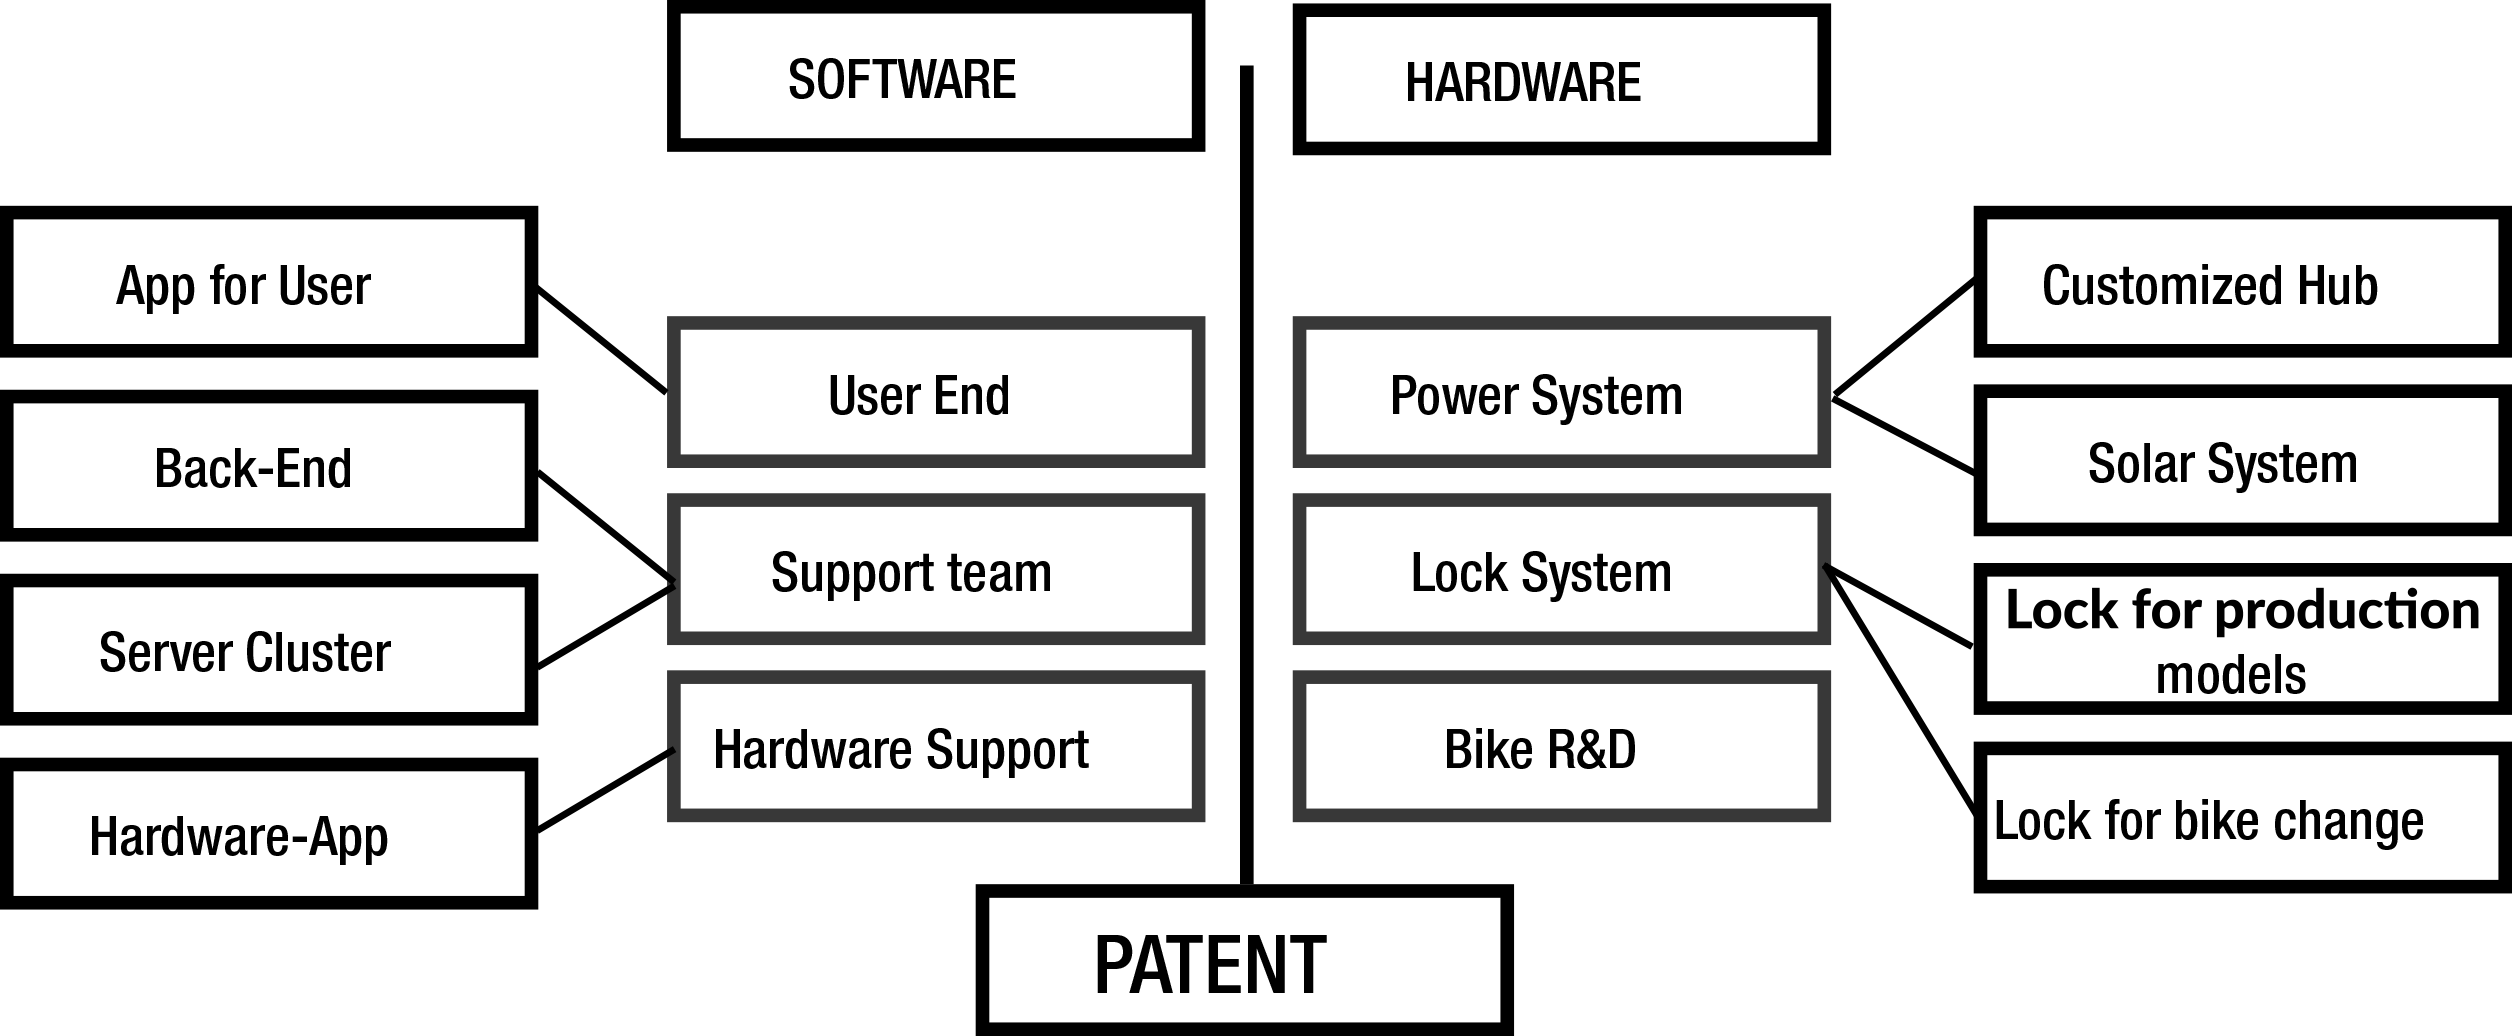 SOFTWARE
HARDWARE
App for User
Customized Hub
User End
Power System
Back-End
Solar System
Support team
Lock System
Lock for production
models
Server Cluster
Hardware Support
Bike R&D
Lock for bike change
Hardware-App
PATENT